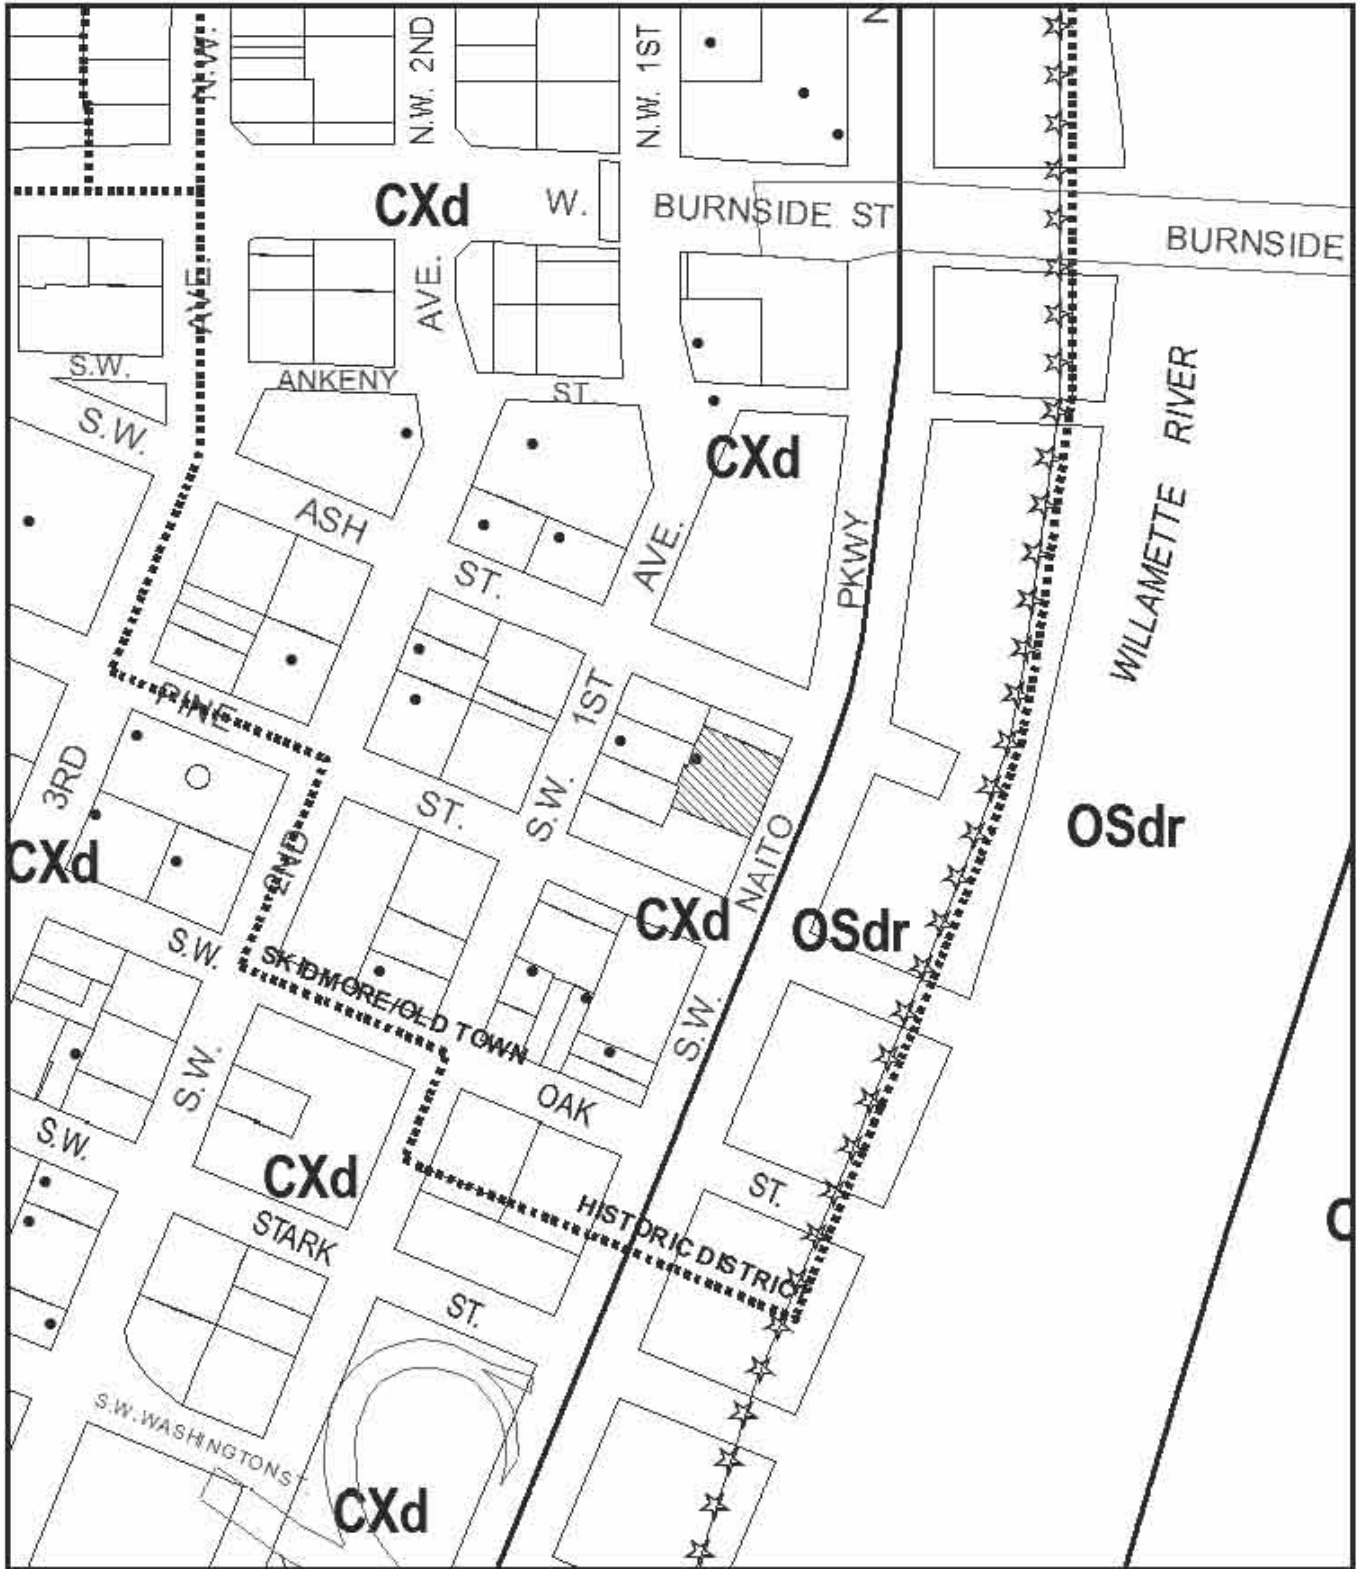 N
N.W.
N.W. 2ND
N.W. 1ST
CXd
W.
BURNSIDE ST
BURNSIDE
AVE.
AVE.
S.W.
ANKENY
ST.
S.W.
CXd
WILLAMETTE RIVER
ASH
ST.
AVE.
PKWY
PINE
1ST
3RD
ST.
S.W.
NAITO
OSdr
CXd
2ND
CXd
OSdr
S.W.
SKIDMORE/OLD TOWN
S.W.
S.W.
OAK
S.W.
CXd
ST.
HISTORIC DISTRICT
STARK
ST.
S.W. WASHINGTON ST.
CXd